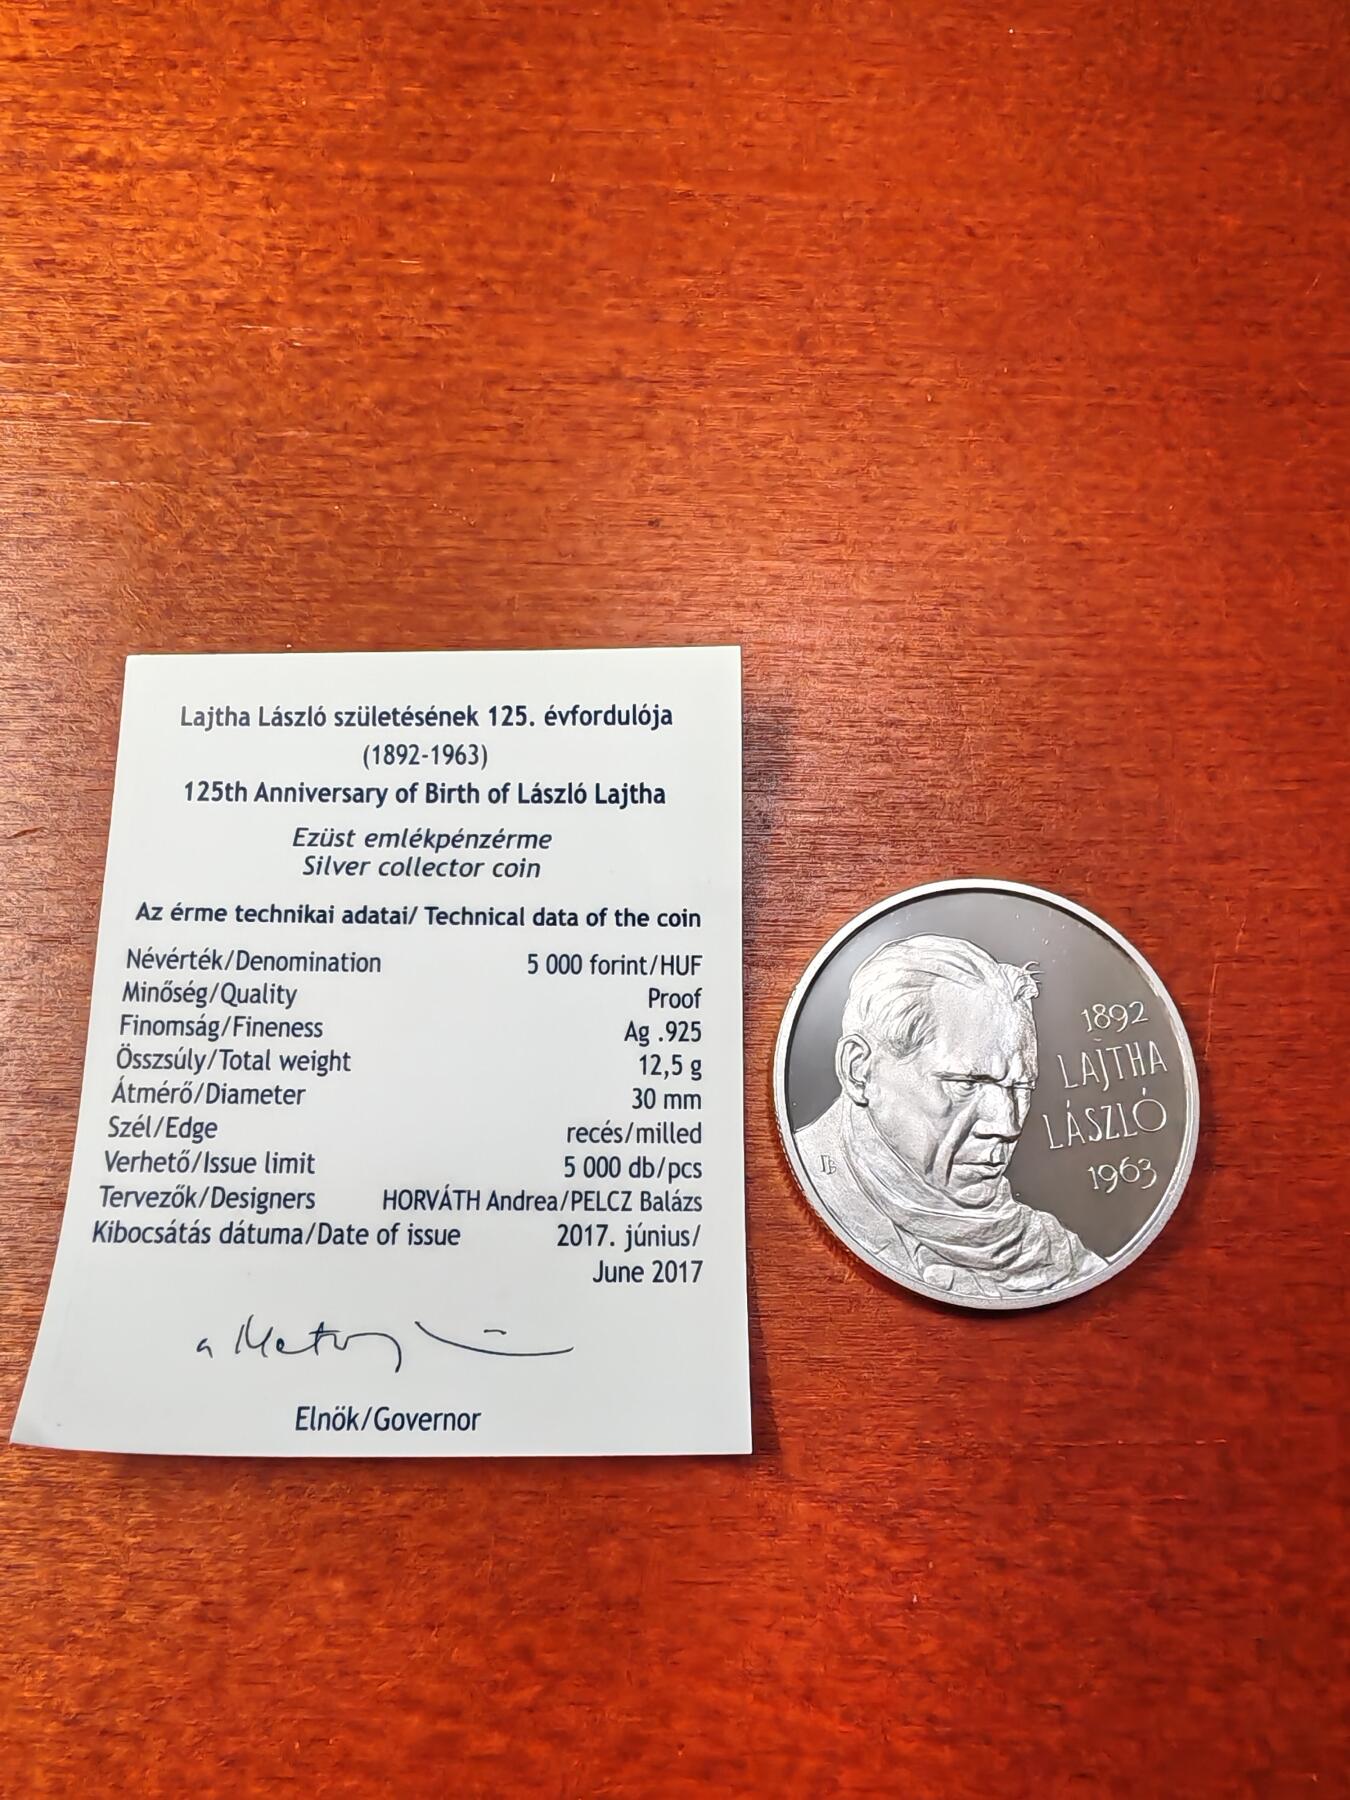 Lajtha László születésének 125. évfordulója
(1892-1963)
125th Anniversary of Birth of László Lajtha
Ezüst emlékpénzérme
Silver collector coin
Az érme technikai adatai/ Technical data of the coin
Névérték/Denomination 5 000 forint/HUF
Minőség/Quality Proof
Finomság/Fineness Ag .925
Összsúly/Total weight 12,5 g
Átmérő/Diameter 30 mm
Szél/Edge recés/milled
Verhető/Issue limit 5 000 db/pcs
Tervezők/Designers HORVÁTH Andrea/PELCZ Balázs
Kibocsátás dátuma/Date of issue 2017. június/
June 2017
Elnök/Governor
1892
LAJTHA
LÁSZLÓ
1963